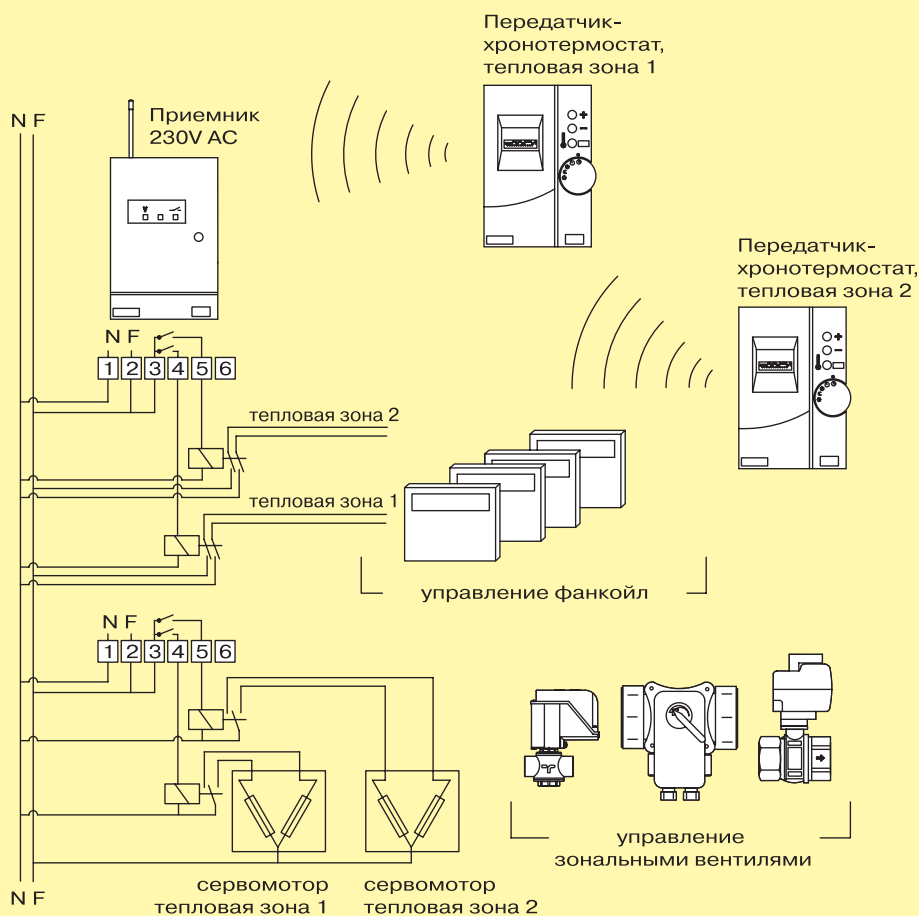 Передатчик-
хронотермостат,
тепловая зона 1
N F
Приемник
230V AC
+
−
Передатчик-
хронотермостат,
тепловая зона 2
+
−
N F
1 2 3 4 5 6
тепловая зона 2
тепловая зона 1
управление фанкойл
N F
1 2 3 4 5 6
управление
зональными вентилями
сервомотор
тепловая зона 1
сервомотор
тепловая зона 2
N F